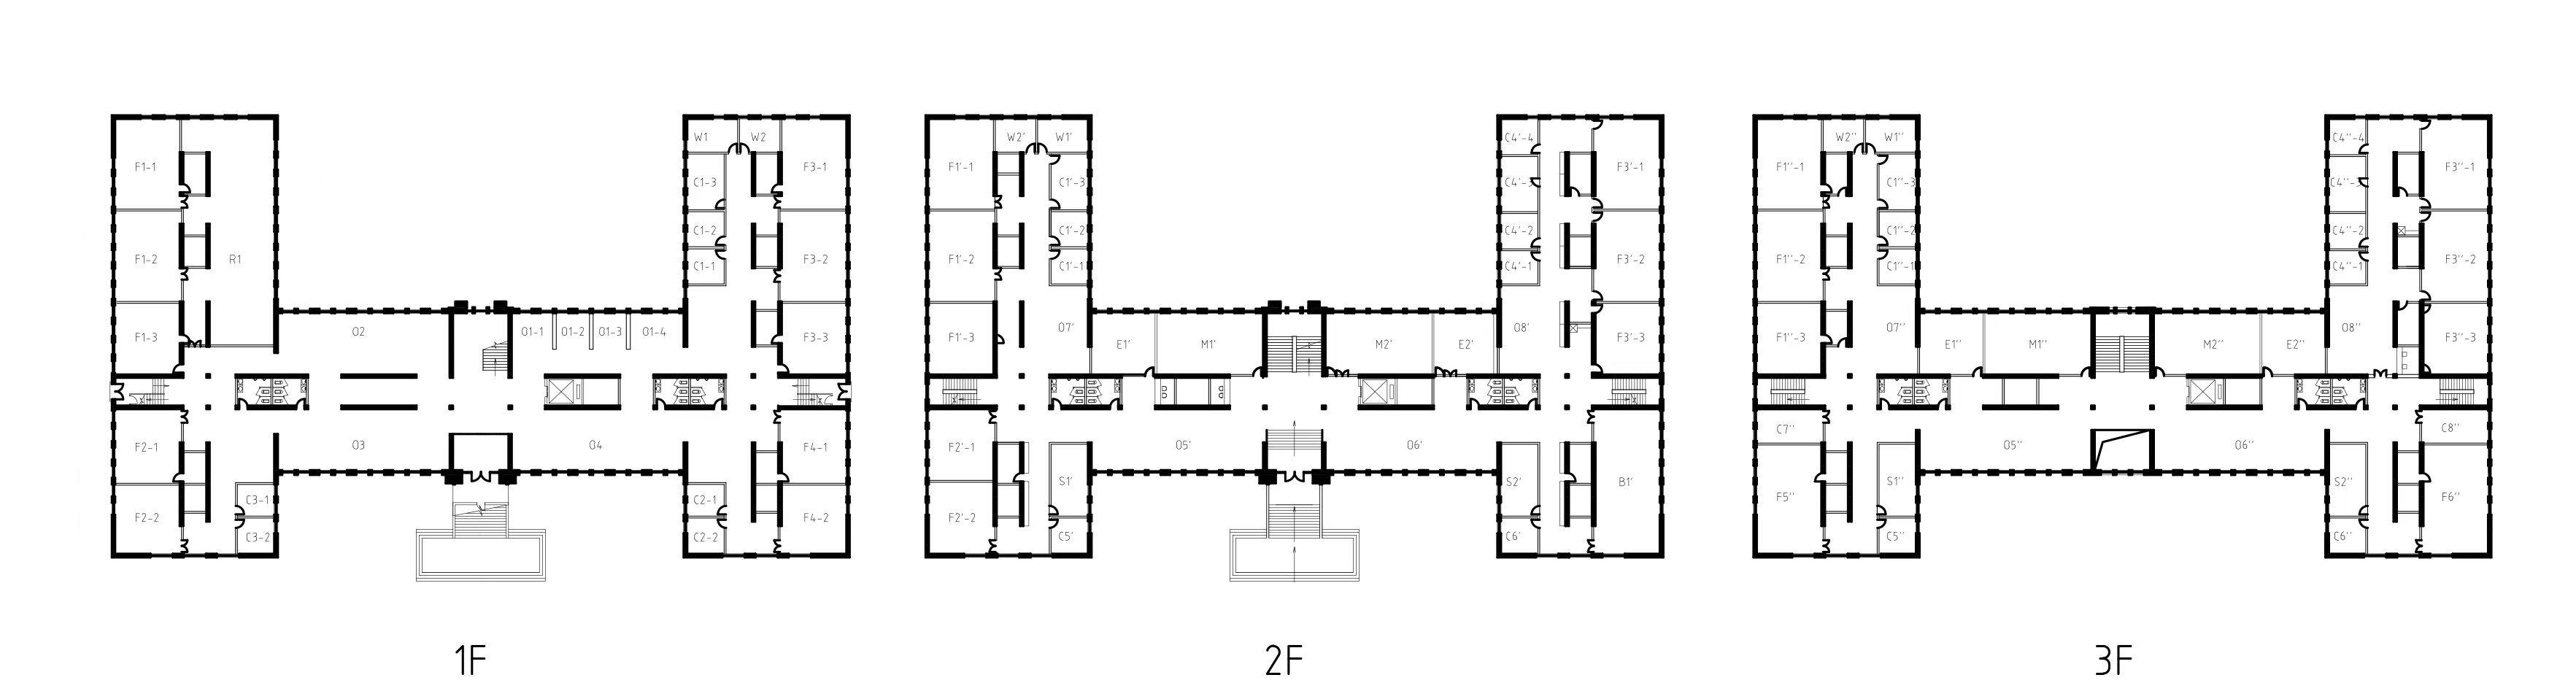 W1 W2 W2' W1' C4'-4 W2'' W1'' C4''-4
F1-1 F3-1 F1'-1 F3'-1 F1''-1 F3''-1
C1-3 C1'-3 C4'-3 C1''-3 C4''-3
C1-2 C1'-2 C4'-2 C1''-2 C4''-2
F1-2 R1 F3-2 F1'-2 F3'-2 F1''-2 F3''-2
C1-1 C1'-1 C4'-1 C1''-1 C4''-1
O2 O1-1 O1-2 O1-3 O1-4 O7' O8' O7'' O8''
F1-3 F3-3 F1'-3 F3'-3 F1''-3 F3''-3
E1' M1' M2' E2' E1'' M1'' M2'' E2''
C7'' C8''
F2-1 O3 O4 F4-1 F2'-1 O5' O6' O5'' O6''
S1' S2' B1' S1'' S2''
C3-1 C2-1 F5'' F6''
F2-2 F4-2 F2'-2
C3-2 C2-2 C5' C6' C5'' C6''
1F 2F 3F